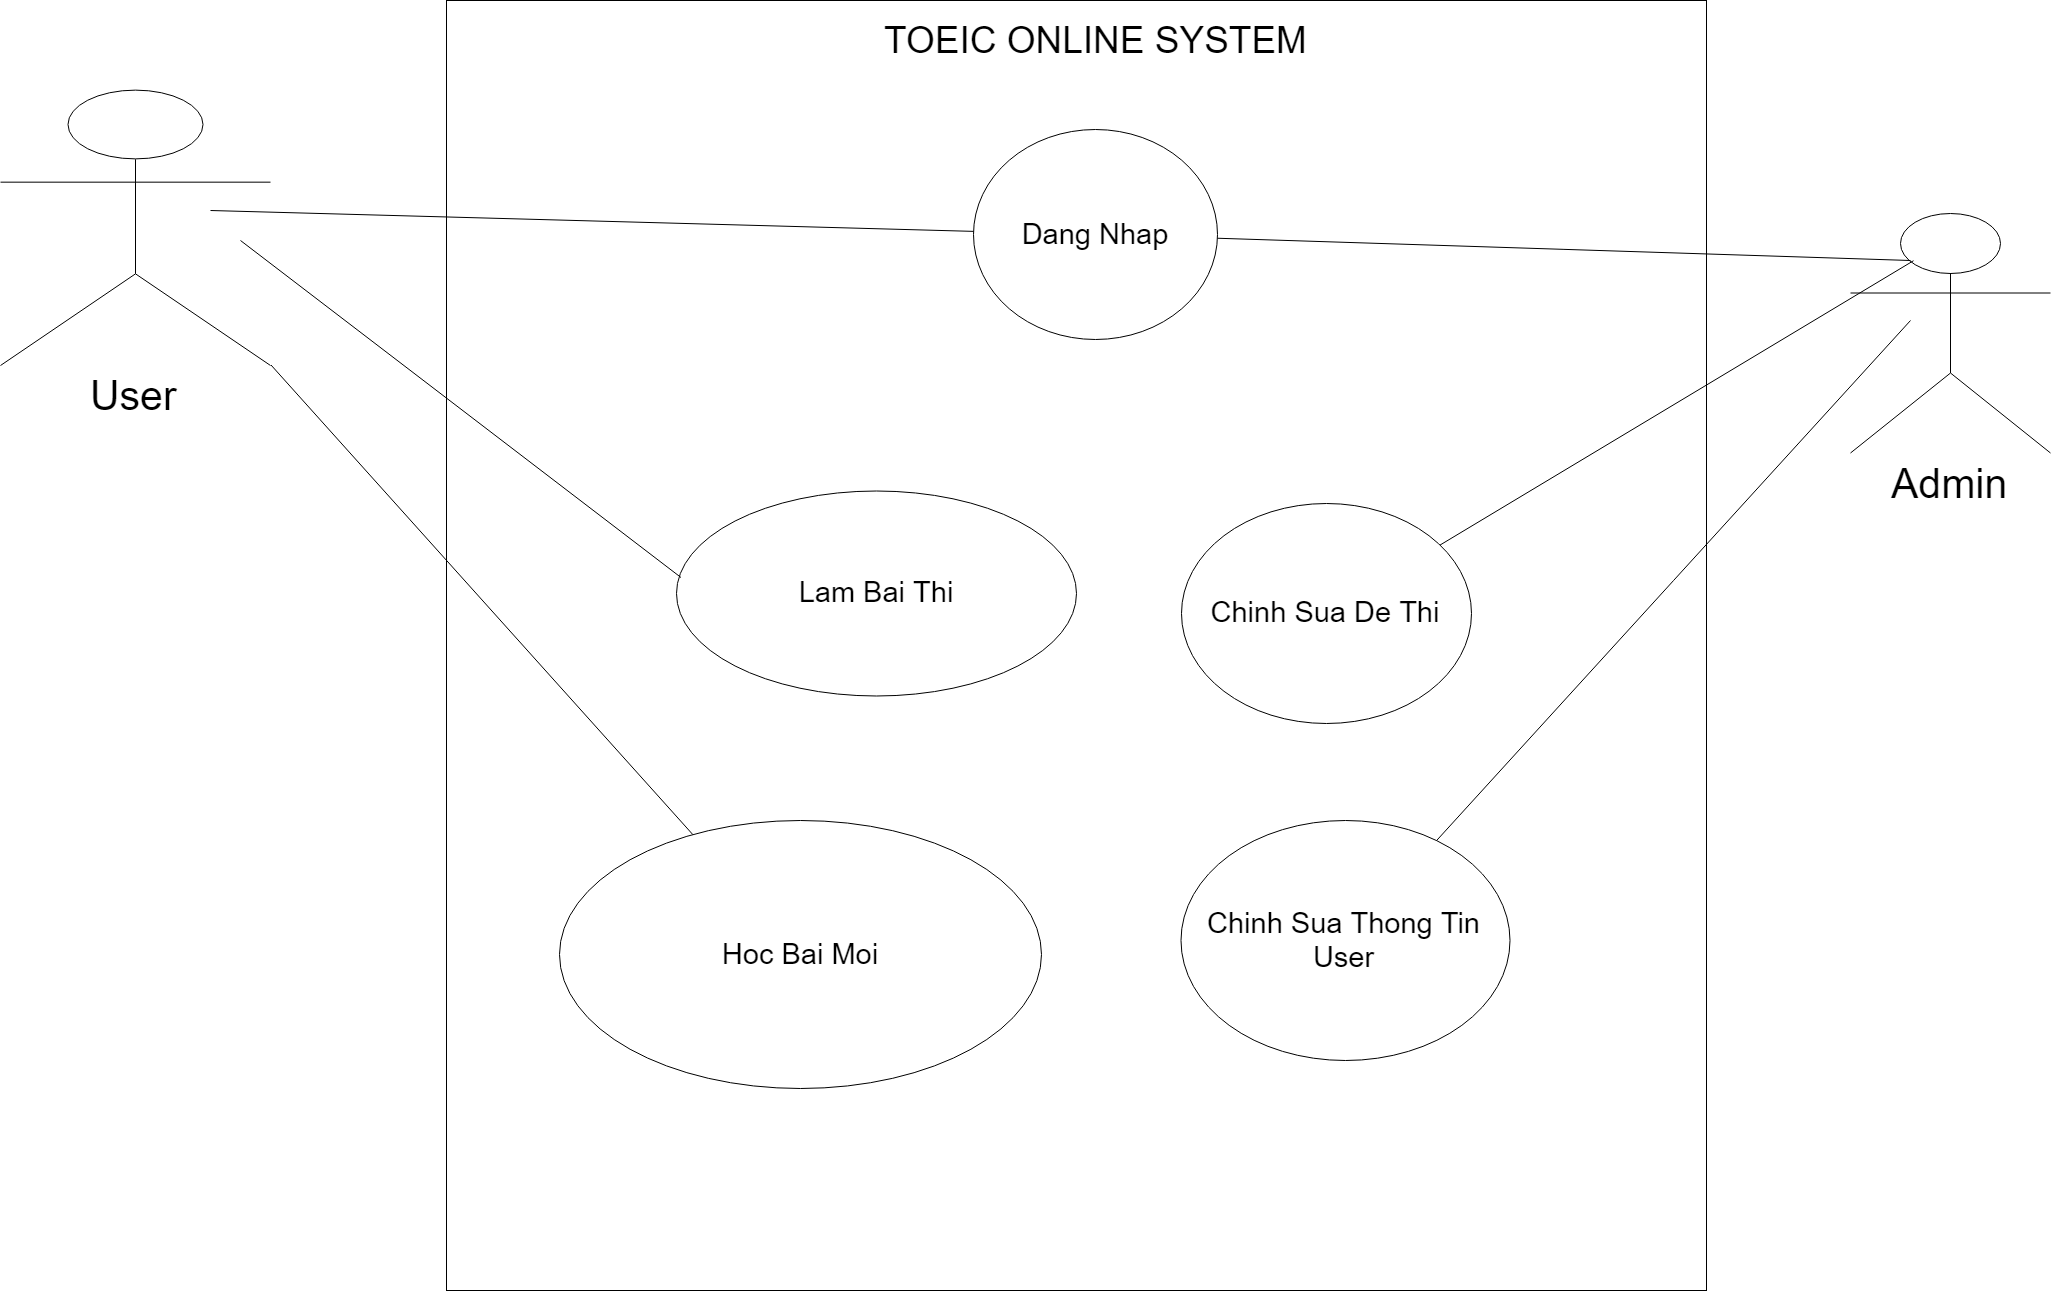 TOEIC ONLINE SYSTEM
Dang Nhap
User
Admin
Lam Bai Thi
Chinh Sua De Thi
Hoc Bai Moi
Chinh Sua Thong Tin
User